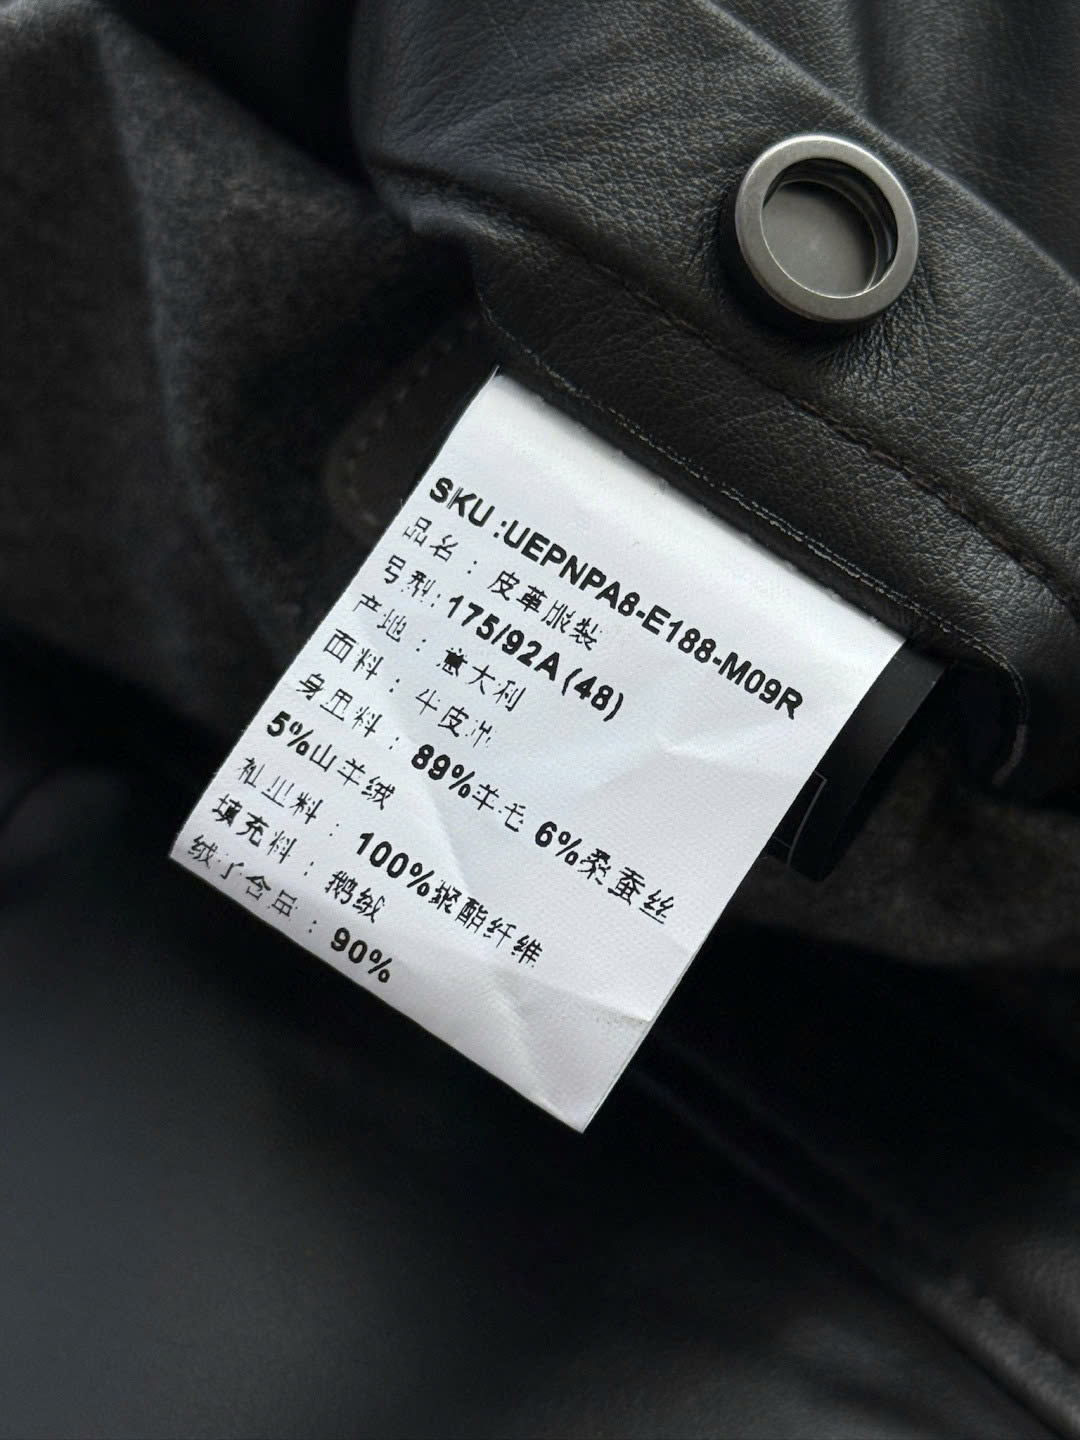 SKU :UEPNPA8-E188-M09R
品名：皮革服装
号型：175/92A (48)
产地：意大利
面料：牛皮革
身里料：89%羊毛 6%桑蚕丝
5%山羊绒
袖里料：100%聚酯纤维
填充料：鹅绒
绒子含量：90%